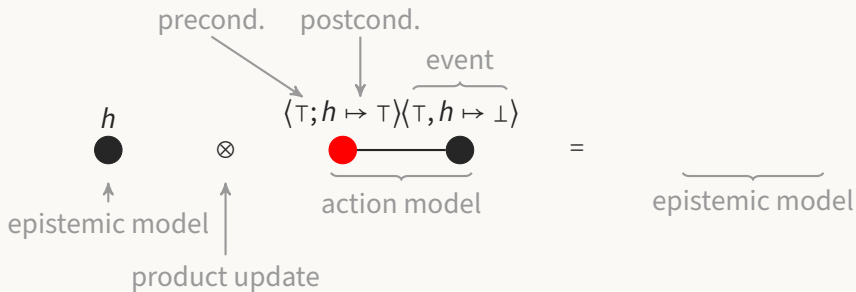 precond. postcond.
event
h ⟨⊤; h ↦ ⊤⟩⟨⊤, h ↦ ⊥⟩
⊗ =
action model epistemic model
epistemic model
product update